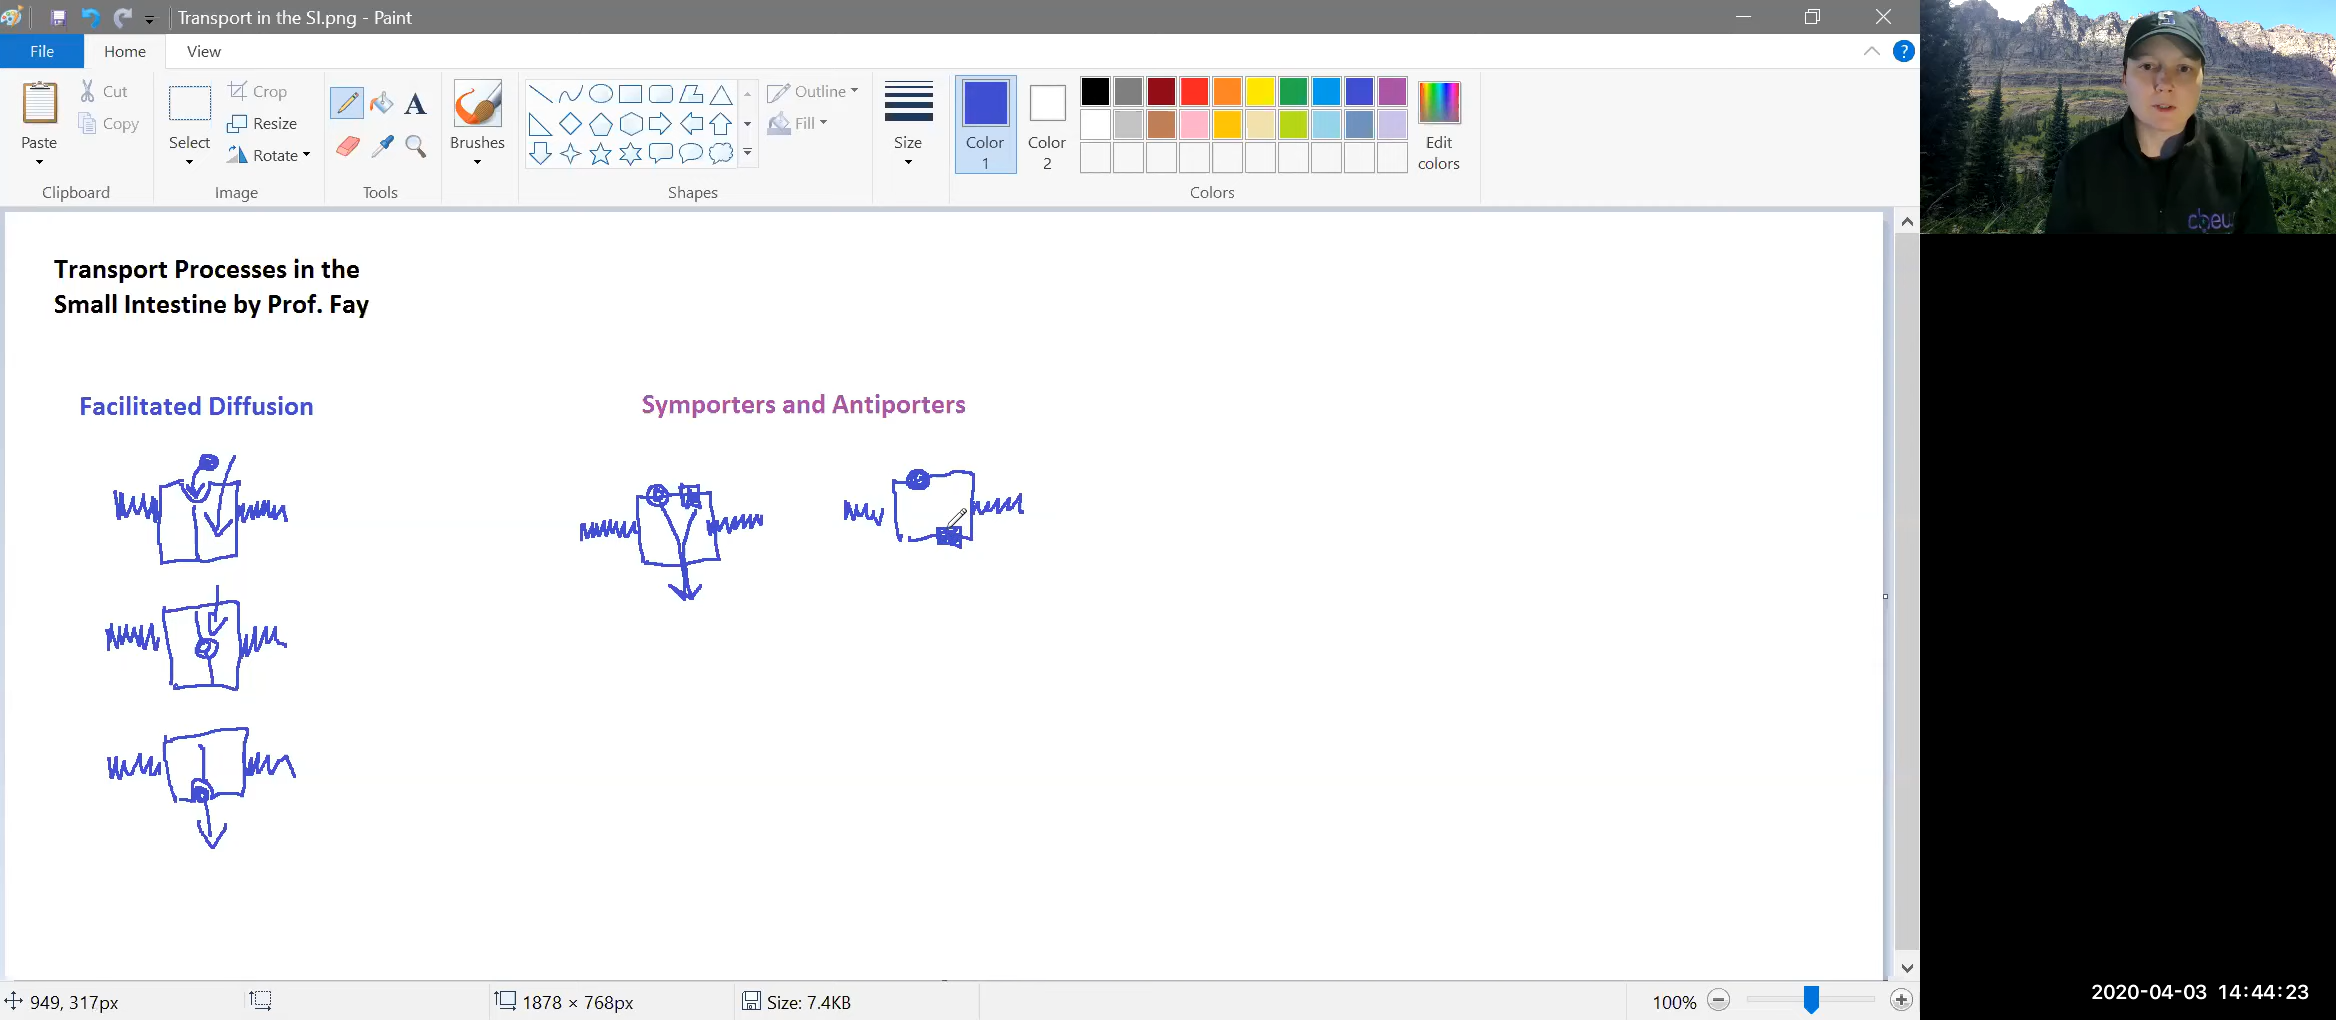 Transport in the SI.png - Paint
File Home View
Paste
Cut
Copy
Clipboard
Select
Crop
Resize
Rotate
Image
A
Tools
Brushes
Shapes
Outline
Fill
Size
Color 1
Color 2
Edit colors
Colors
?
Transport Processes in the
Small Intestine by Prof. Fay
Facilitated Diffusion
Symporters and Antiporters
949, 317px
1878 × 768px
Size: 7.4KB
100%
2020-04-03 14:44:23